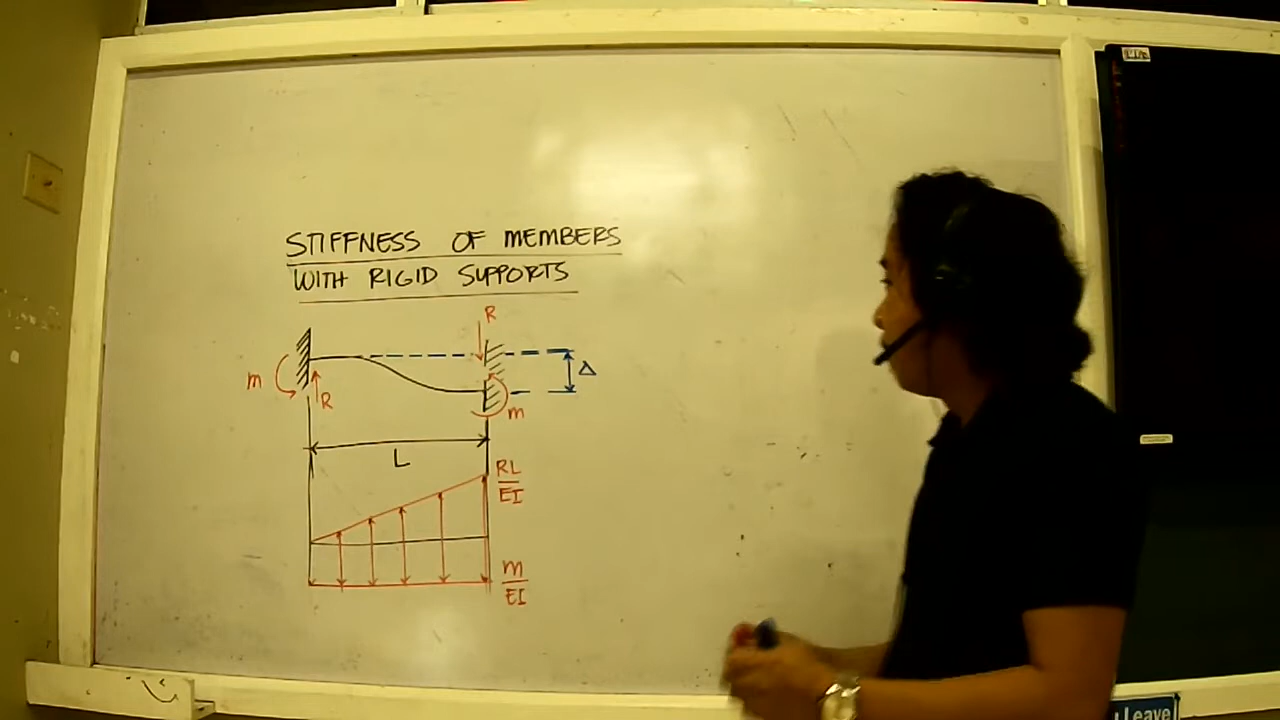 STIFFNESS OF MEMBERS
WITH RIGID SUPPORTS
R
m
R
Δ
m
L
RL
EI
m
EI
Leave